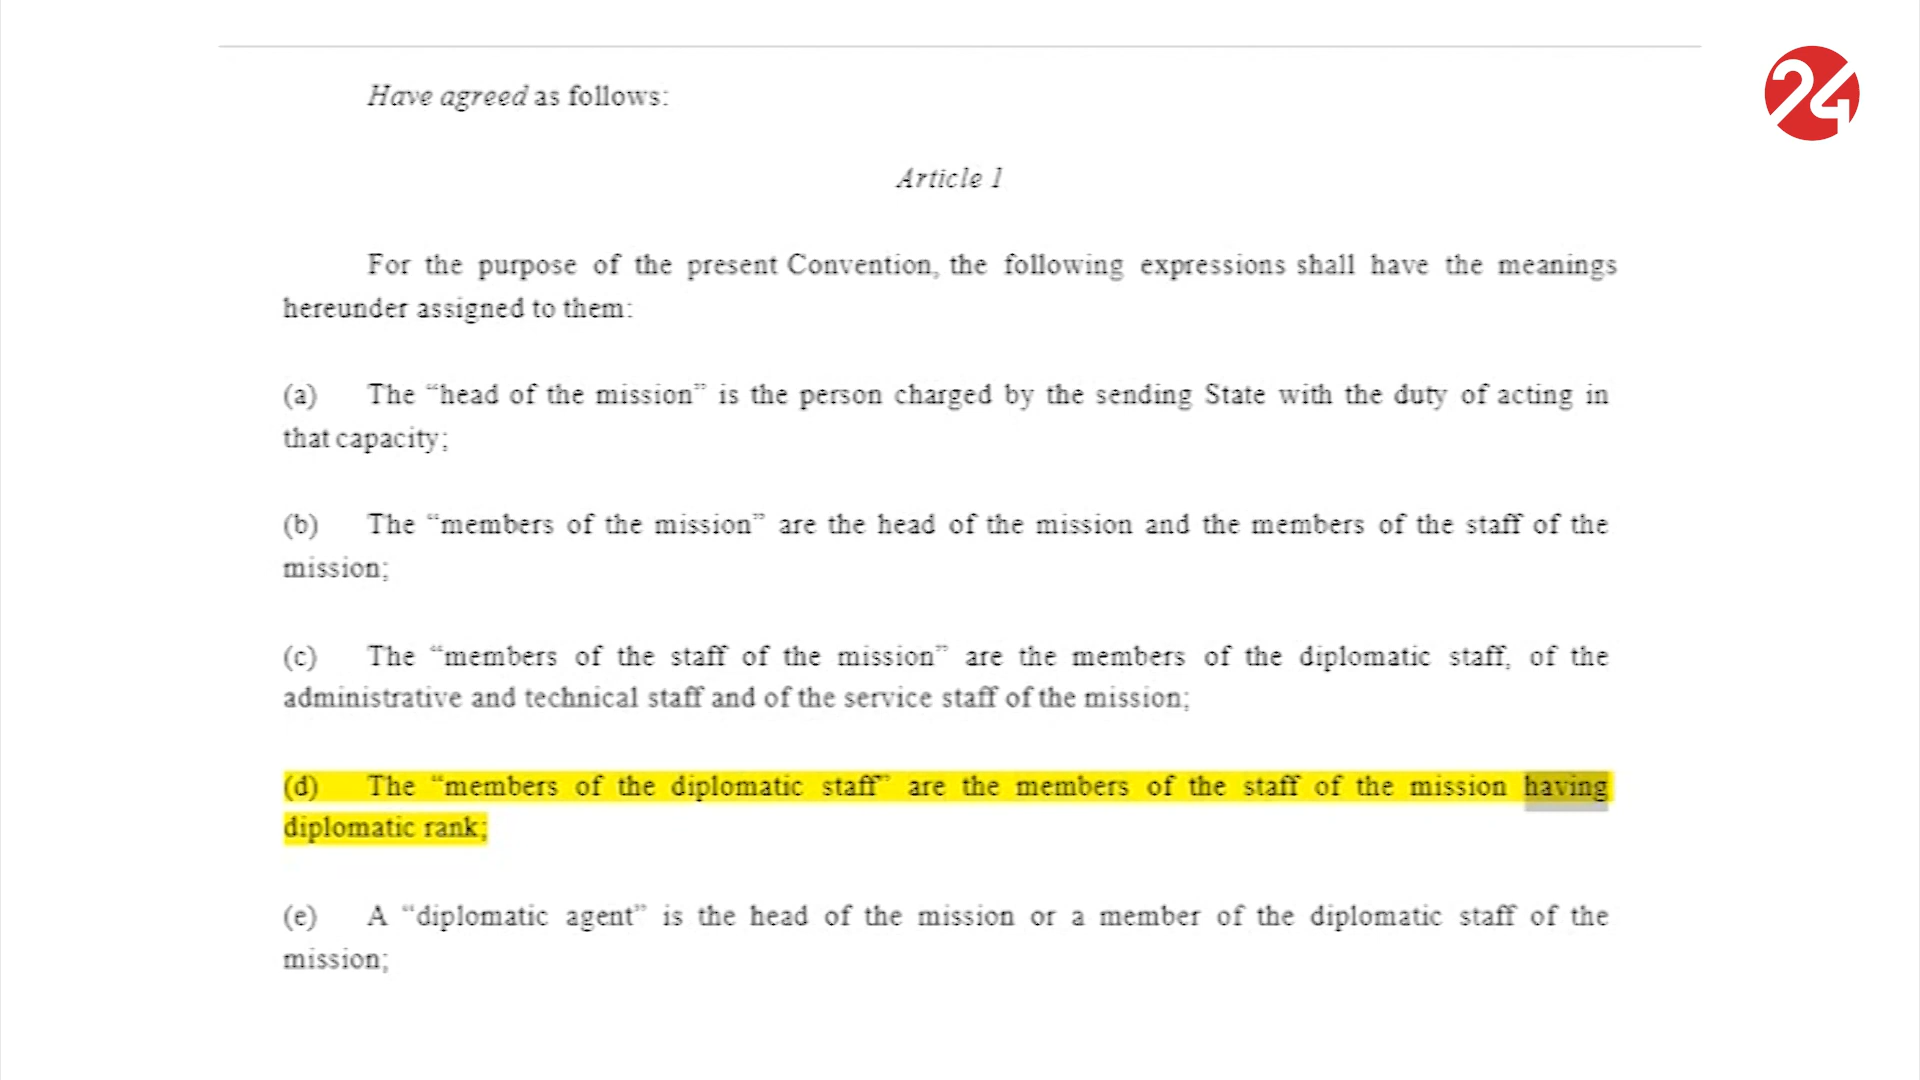 Have agreed as follows:
Article 1
For the purpose of the present Convention, the following expressions shall have the meanings
hereunder assigned to them:
(a) The “head of the mission” is the person charged by the sending State with the duty of acting in
that capacity;
(b) The “members of the mission” are the head of the mission and the members of the staff of the
mission;
(c) The “members of the staff of the mission” are the members of the diplomatic staff, of the
administrative and technical staff and of the service staff of the mission;
(d) The “members of the diplomatic staff” are the members of the staff of the mission having
diplomatic rank;
(e) A “diplomatic agent” is the head of the mission or a member of the diplomatic staff of the
mission;
24